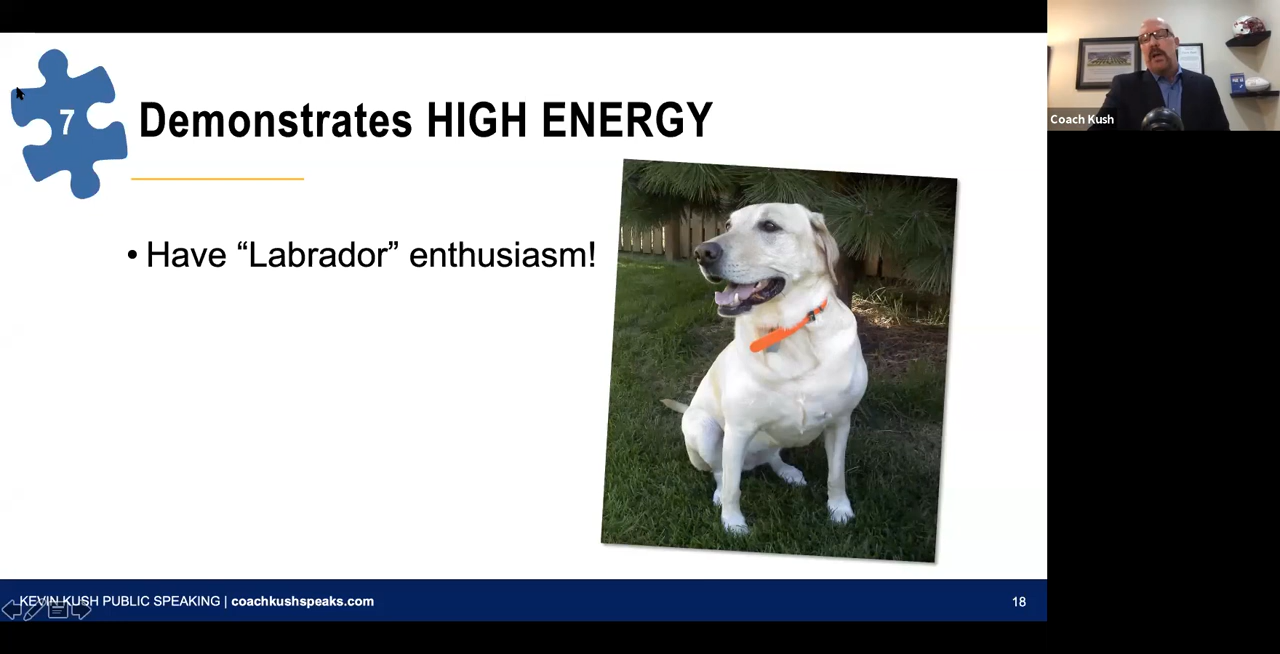 7
Demonstrates HIGH ENERGY
• Have “Labrador” enthusiasm!
Coach Kush
KEVIN KUSH PUBLIC SPEAKING | coachkushspeaks.com
18